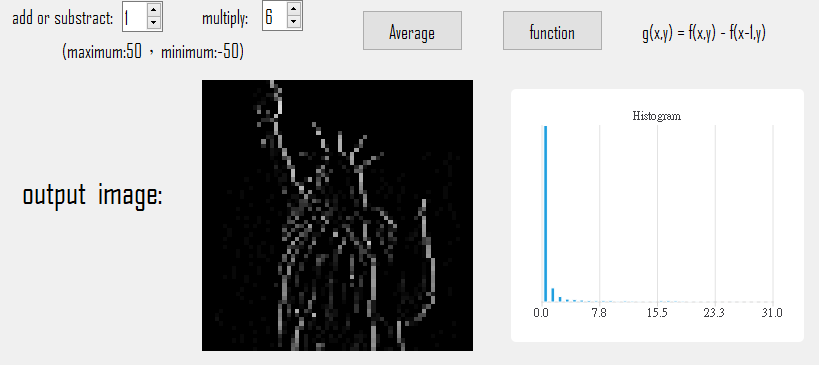 add or substract: 1 multiply: 6 Average function g(x,y) = f(x,y) - f(x-1,y)
(maximum:50 , minimum:-50)
Histogram
output image:
0.0 7.8 15.5 23.3 31.0